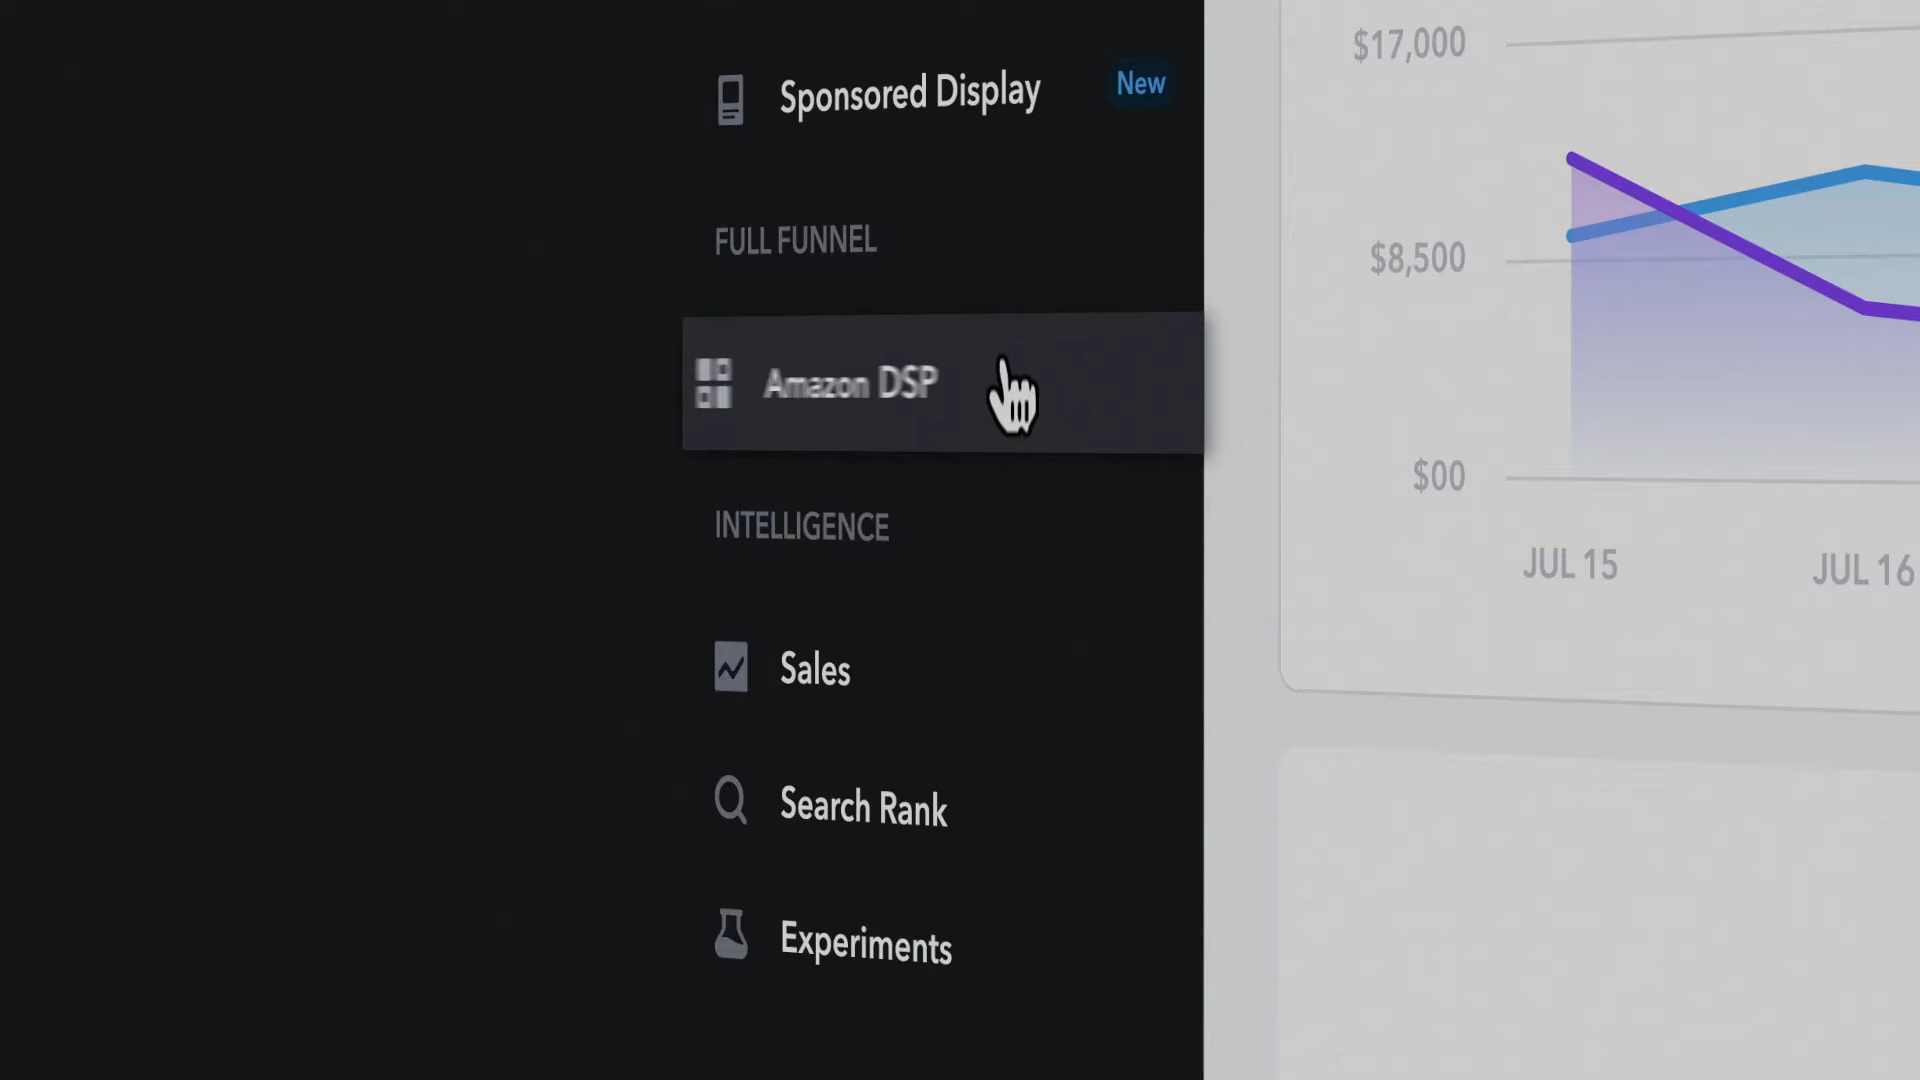 Sponsored Display
New
FULL FUNNEL
Amazon DSP
INTELLIGENCE
Sales
Search Rank
Experiments
$17,000
$8,500
$00
JUL 15
JUL 16